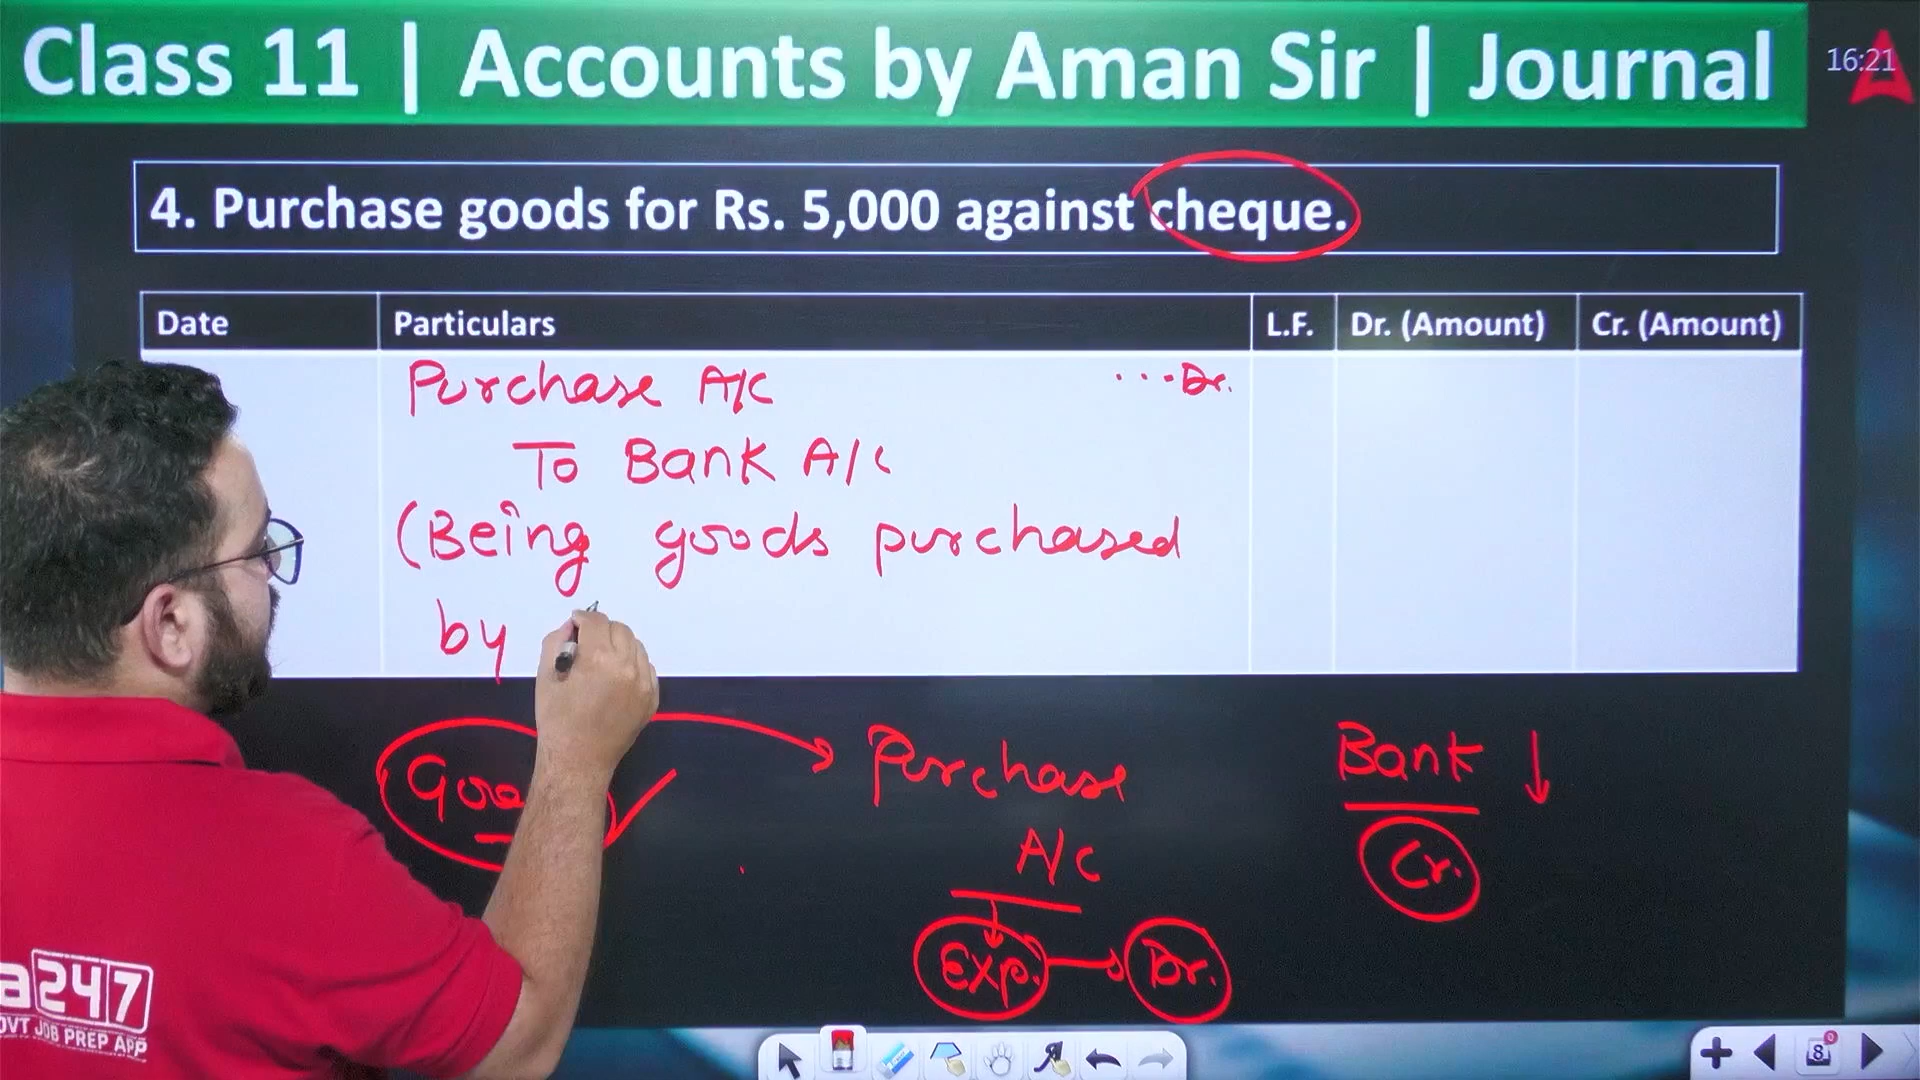 Class 11 | Accounts by Aman Sir | Journal
16:21
4. Purchase goods for Rs. 5,000 against cheque.
Date Particulars L.F. Dr. (Amount) Cr. (Amount)
Purchase A/C ...Dr.
To Bank A/C
(Being goods purchased
by
Purchase
A/C
Exp. Dr.
Bank ↓
Cr.
a247
JOB PREP APP
8
0